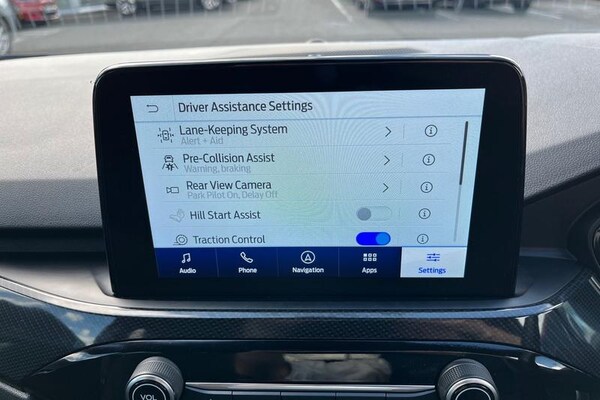 Driver Assistance Settings
Lane-Keeping System
Alert + Aid
Pre-Collision Assist
Warning, braking
Rear View Camera
Park Pilot On, Delay Off
Hill Start Assist
Traction Control
Audio
Phone
Navigation
Apps
Settings
VOL